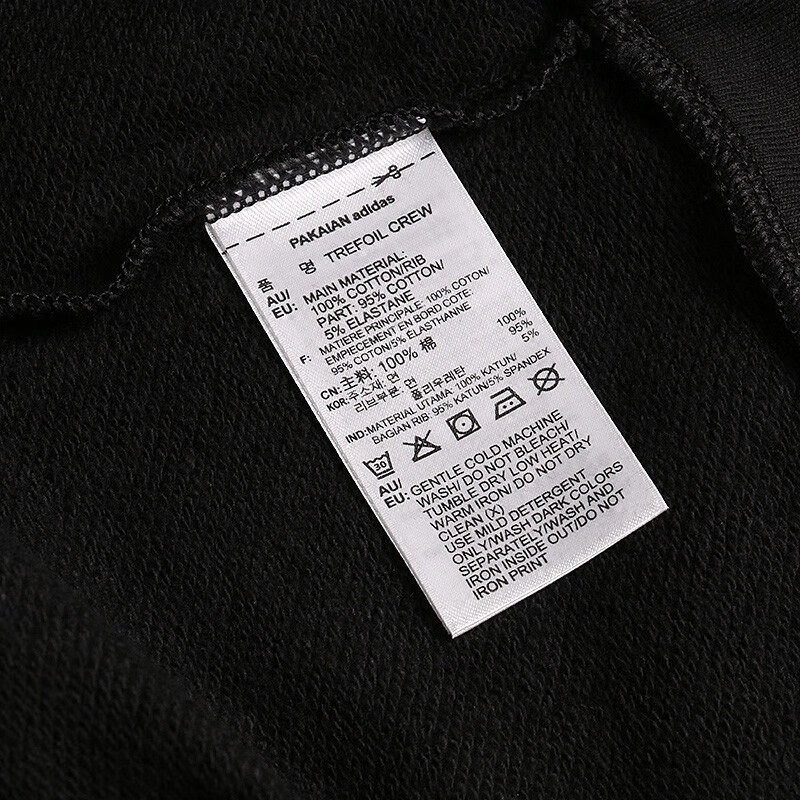 PAKAIAN adidas
품 명 TREFOIL CREW
AU/ EU: MAIN MATERIAL:
100% COTTON/RIB
PART: 95% COTTON/
5% ELASTANE
F: MATIERE PRINCIPALE: 100% COTON/
EMPIECEMENT EN BORD COTE:
95% COTON/5% ELASTHANNE
CN: 主料: 100% 棉
KOR: 주소재: 면 100%
리브부분: 면 95%
폴리우레탄 5%
IND: MATERIAL UTAMA: 100% KATUN/
BAGIAN RIB: 95% KATUN/5% SPANDEX
30
AU/ EU: GENTLE COLD MACHINE
WASH/ DO NOT BLEACH/
TUMBLE DRY LOW HEAT/
WARM IRON/ DO NOT DRY
CLEAN (X)
USE MILD DETERGENT
ONLY/WASH DARK COLORS
SEPARATELY/WASH AND
IRON INSIDE OUT/DO NOT
IRON PRINT